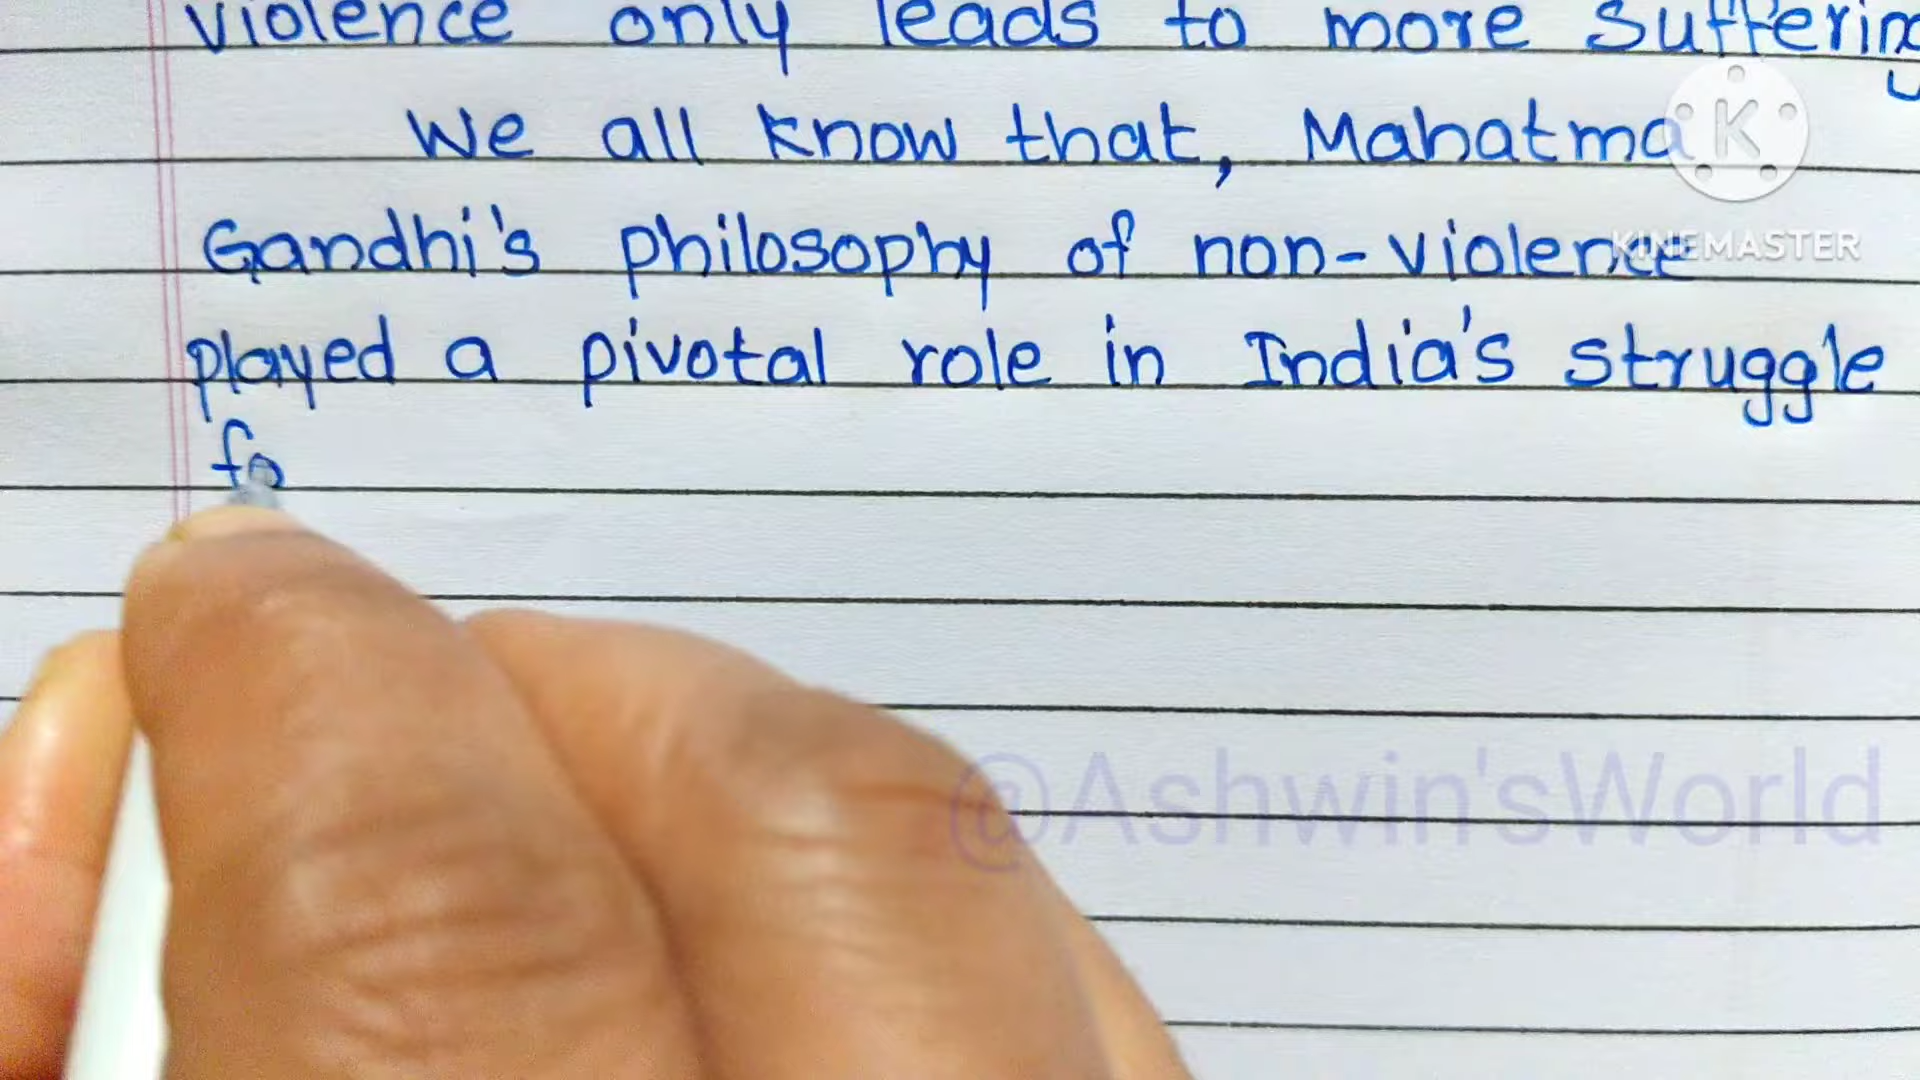 violence only leads to more suffering
We all know that, Mahatma
Gandhi's philosophy of non-violence
played a pivotal role in India's struggle
fo
K
KINEMASTER
@Ashwin'sWorld